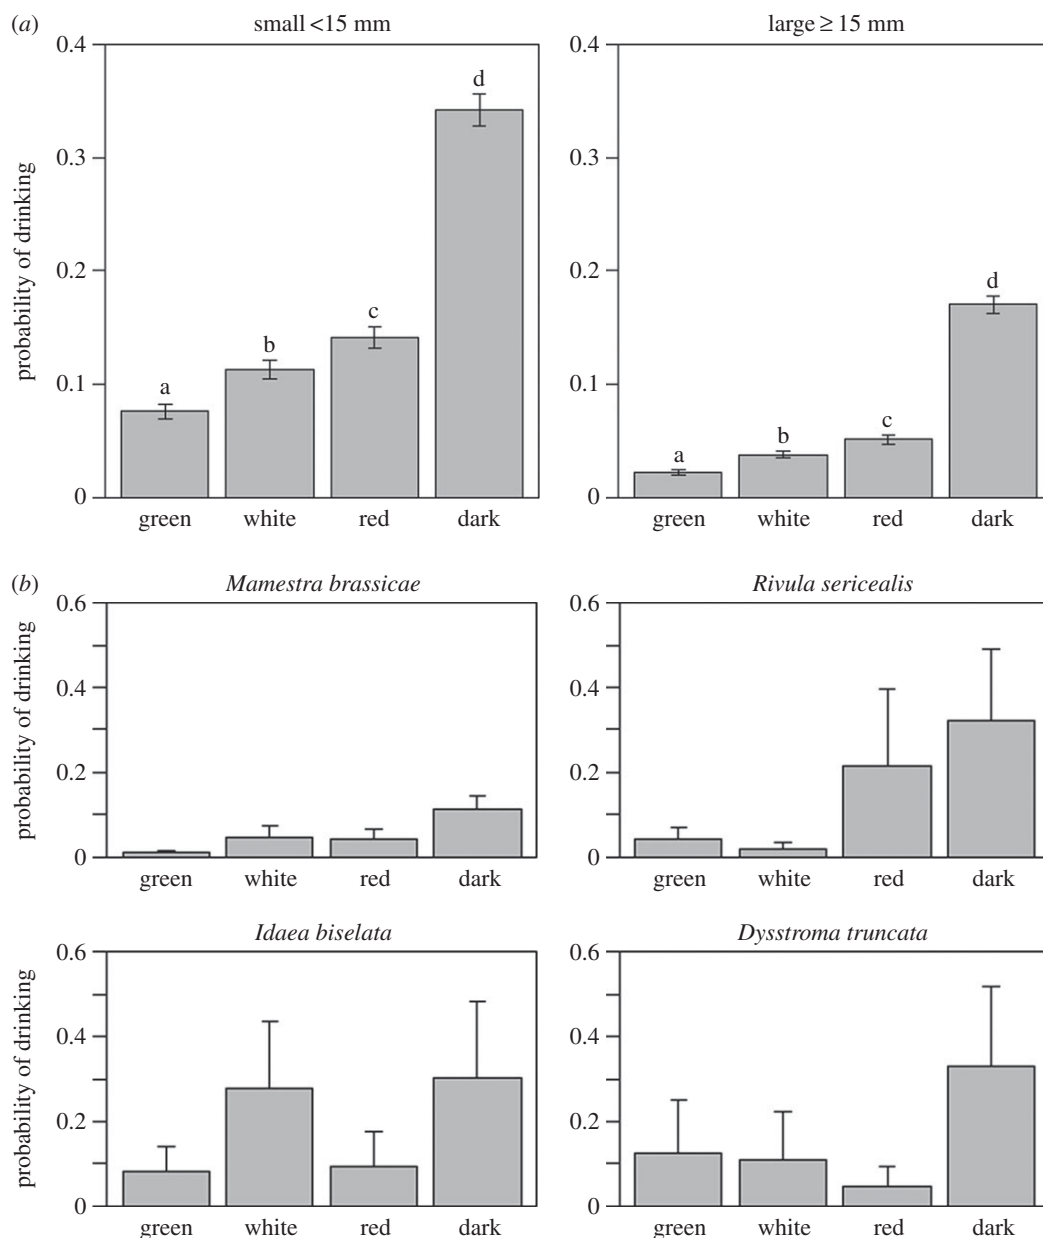 (a)
small <15 mm
large ≥ 15 mm
probability of drinking
0.4
0.3
0.2
0.1
0
a
b
c
d
green white red dark
0.4
0.3
0.2
0.1
0
a
b
c
d
green white red dark
(b)
Mamestra brassicae
probability of drinking
0.6
0.4
0.2
0
green white red dark
Rivula sericealis
0.6
0.4
0.2
0
green white red dark
Idaea biselata
probability of drinking
0.6
0.4
0.2
0
green white red dark
Dysstroma truncata
0.6
0.4
0.2
0
green white red dark